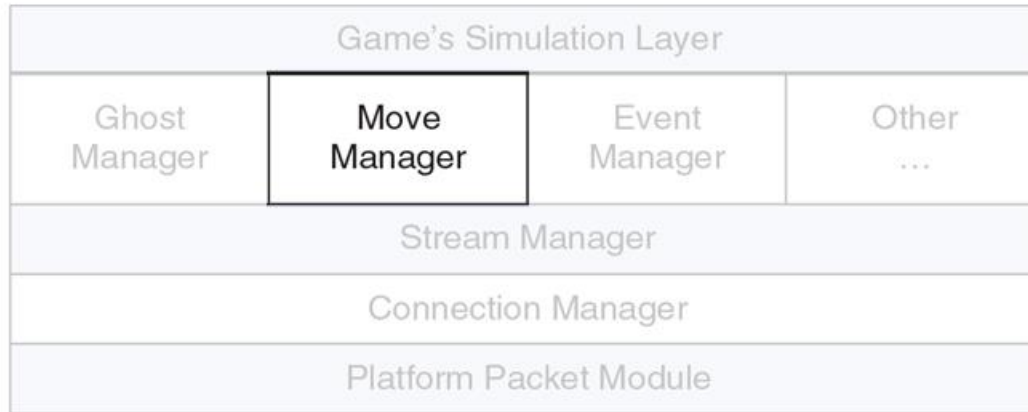 Game's Simulation Layer
Ghost
Manager
Move
Manager
Event
Manager
Other
...
Stream Manager
Connection Manager
Platform Packet Module